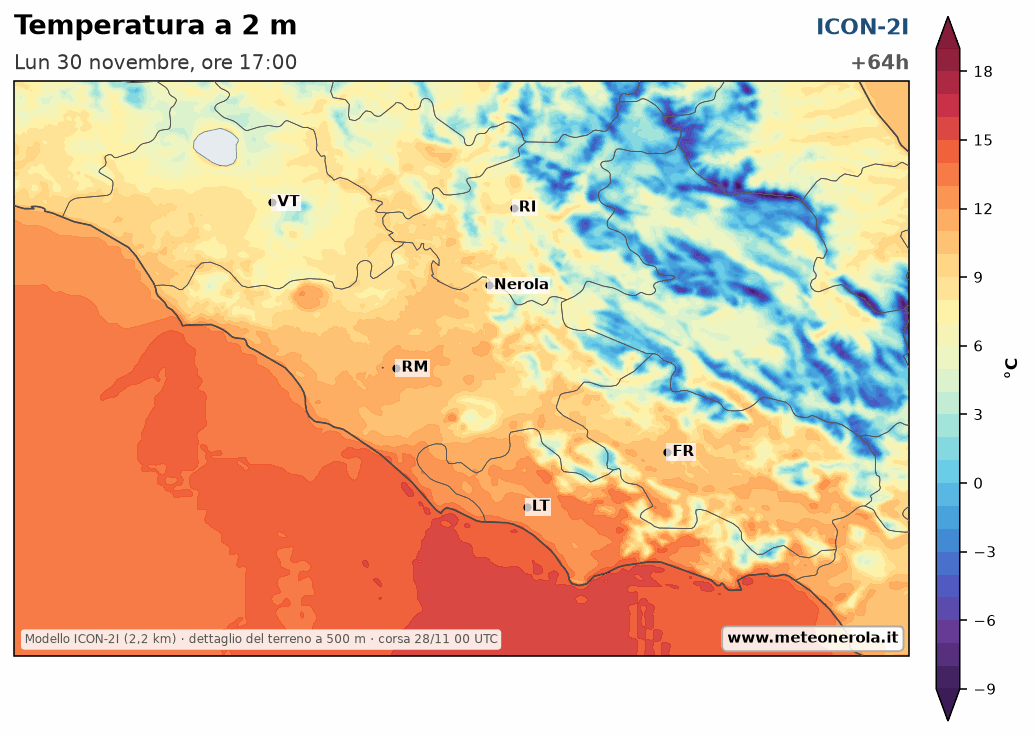 Temperatura a 2 m
ICON-2I
Lun 30 novembre, ore 17:00
+64h
VT
RI
Nerola
RM
FR
LT
18
15
12
9
6
3
0
−3
−6
−9
°C
Modello ICON-2I (2,2 km) · dettaglio del terreno a 500 m · corsa 28/11 00 UTC
www.meteonerola.it